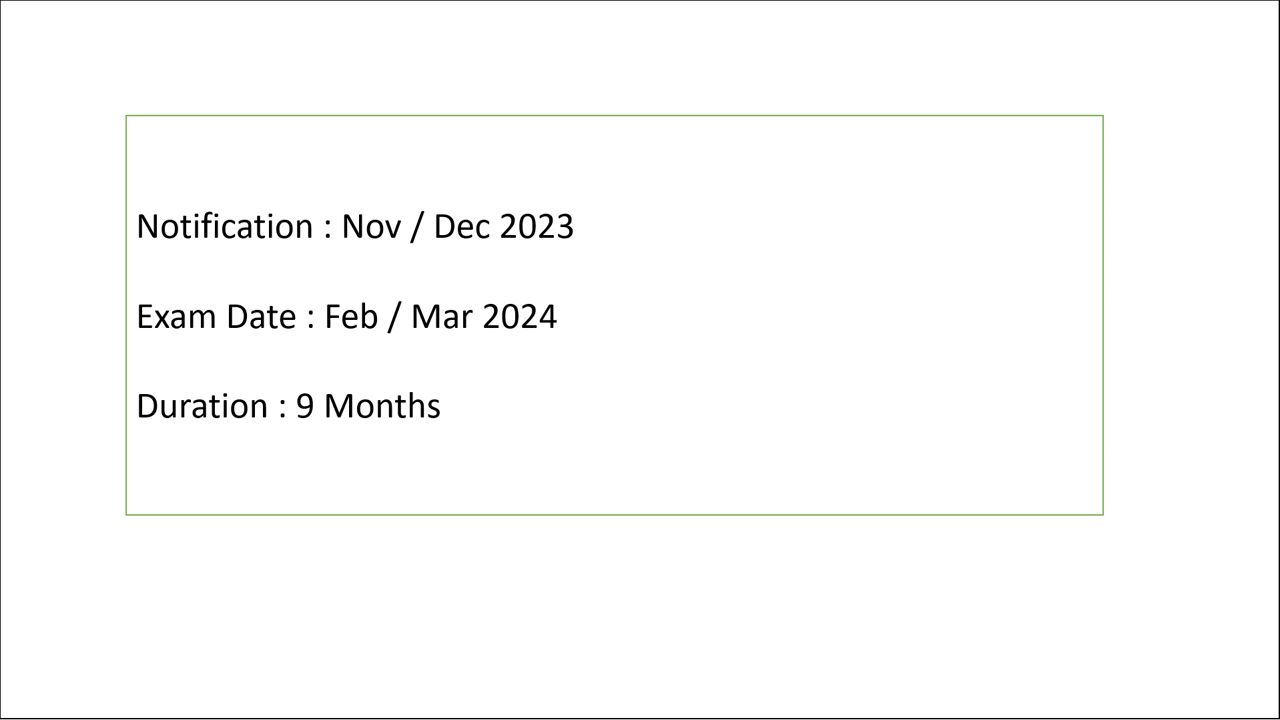 Notification : Nov / Dec 2023
Exam Date : Feb / Mar 2024
Duration : 9 Months